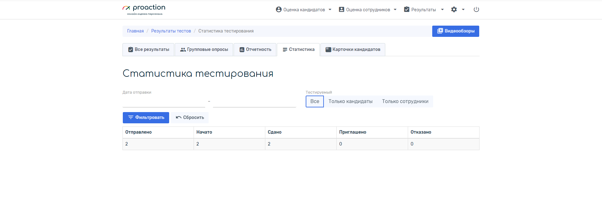 proaction
Оценка кандидатов
Оценка сотрудников
Результаты
Главная / Результаты тестов / Статистика тестирования
Видеообзоры
Все результаты
Групповые опросы
Отчетность
Статистика
Карточки кандидатов
Статистика тестирования
Дата отправки
Тестируемый
–
Все
Только кандидаты
Только сотрудники
Фильтровать
Сбросить
Отправлено Начато Сдано Приглашено Отказано
2 2 2 0 0